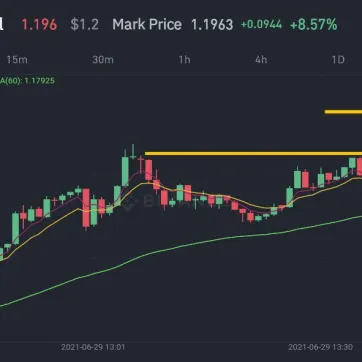 1.196 $1.2 Mark Price 1.1963 +0.0944 +8.57%
15m 30m 1h 4h 1D
A(60): 1.17925
2021-06-29 13:01 2021-06-29 13:30